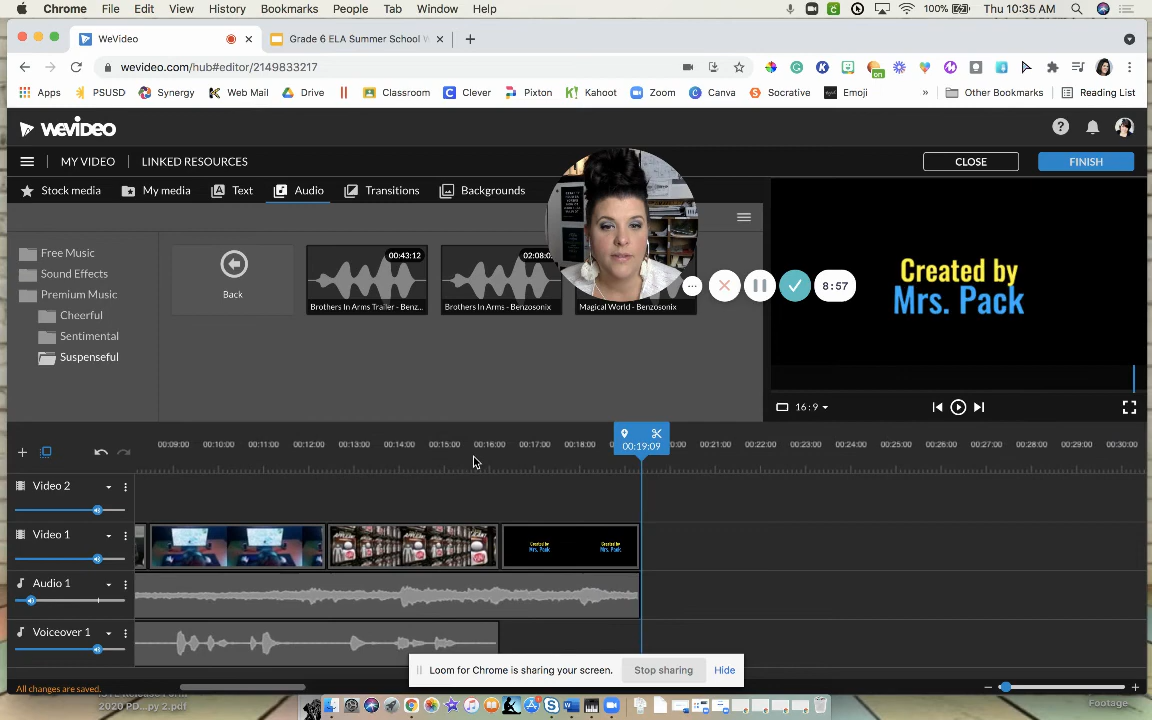 Chrome File Edit View History Bookmarks People Tab Window Help 100% Thu 10:35 AM
WeVideo Grade 6 ELA Summer School
wevideo.com/hub#editor/2149833217
Apps PSUSD Synergy Web Mail Drive Classroom Clever Pixton Kahoot Zoom Canva Socrative Emoji » Other Bookmarks Reading List
on
WEVIDEO
MY VIDEO LINKED RESOURCES CLOSE FINISH
Stock media My media Text Audio Transitions Backgrounds
Free Music
Sound Effects
Premium Music
Cheerful
Sentimental
Suspenseful
Back
00:43:12
Brothers In Arms Trailer - Benz...
02:08:0
Brothers In Arms - Benzosonix
Magical World - Benzosonix
8:57
Created by
Mrs. Pack
16:9
00:09:00 00:10:00 00:11:00 00:12:00 00:13:00 00:14:00 00:15:00 00:16:00 00:17:00 00:18:00 00:19:09 00:21:00 00:22:00 00:23:00 00:24:00 00:25:00 00:26:00 00:27:00 00:28:00 00:29:00 00:30:00
Video 2
Video 1
Created by
Mrs. Pack
Created by
Mrs. Pack
Audio 1
Voiceover 1
Loom for Chrome is sharing your screen. Stop sharing Hide
All changes are saved.
2020 PD...py 2.pdf
Footage